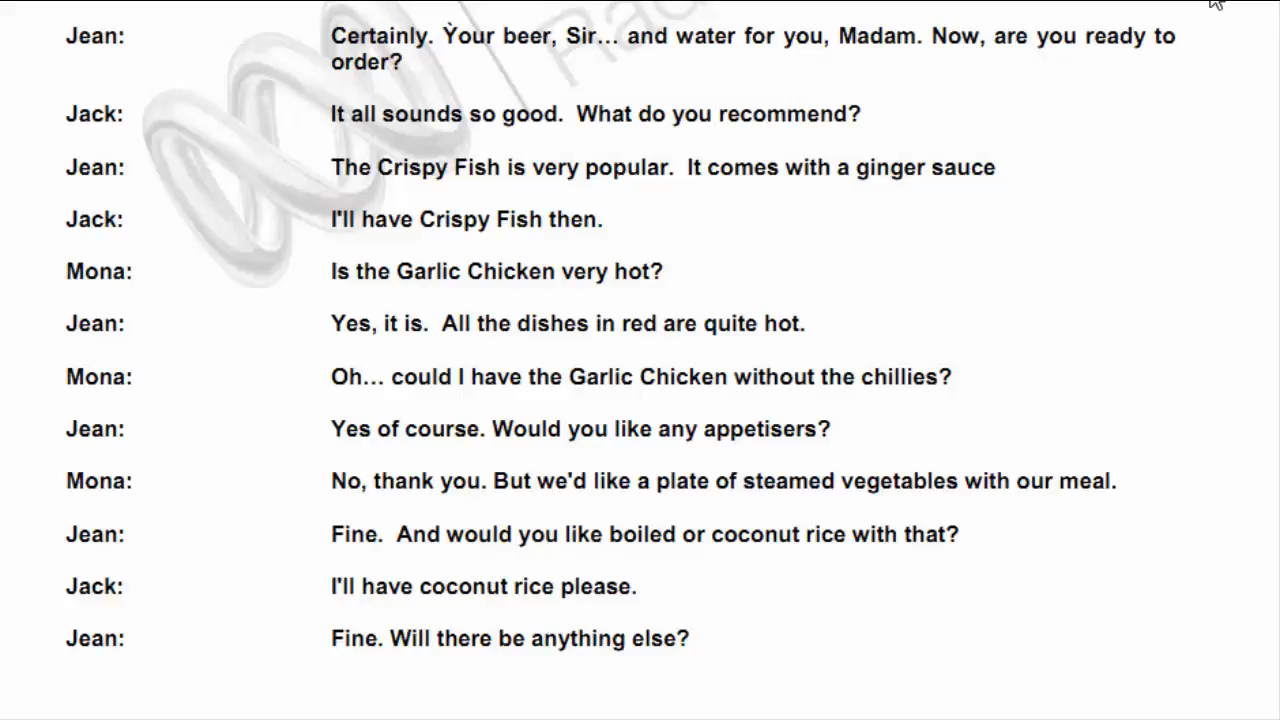 Jean: Certainly. Your beer, Sir… and water for you, Madam. Now, are you ready to
order?
Jack: It all sounds so good. What do you recommend?
Jean: The Crispy Fish is very popular. It comes with a ginger sauce
Jack: I'll have Crispy Fish then.
Mona: Is the Garlic Chicken very hot?
Jean: Yes, it is. All the dishes in red are quite hot.
Mona: Oh… could I have the Garlic Chicken without the chillies?
Jean: Yes of course. Would you like any appetisers?
Mona: No, thank you. But we'd like a plate of steamed vegetables with our meal.
Jean: Fine. And would you like boiled or coconut rice with that?
Jack: I'll have coconut rice please.
Jean: Fine. Will there be anything else?